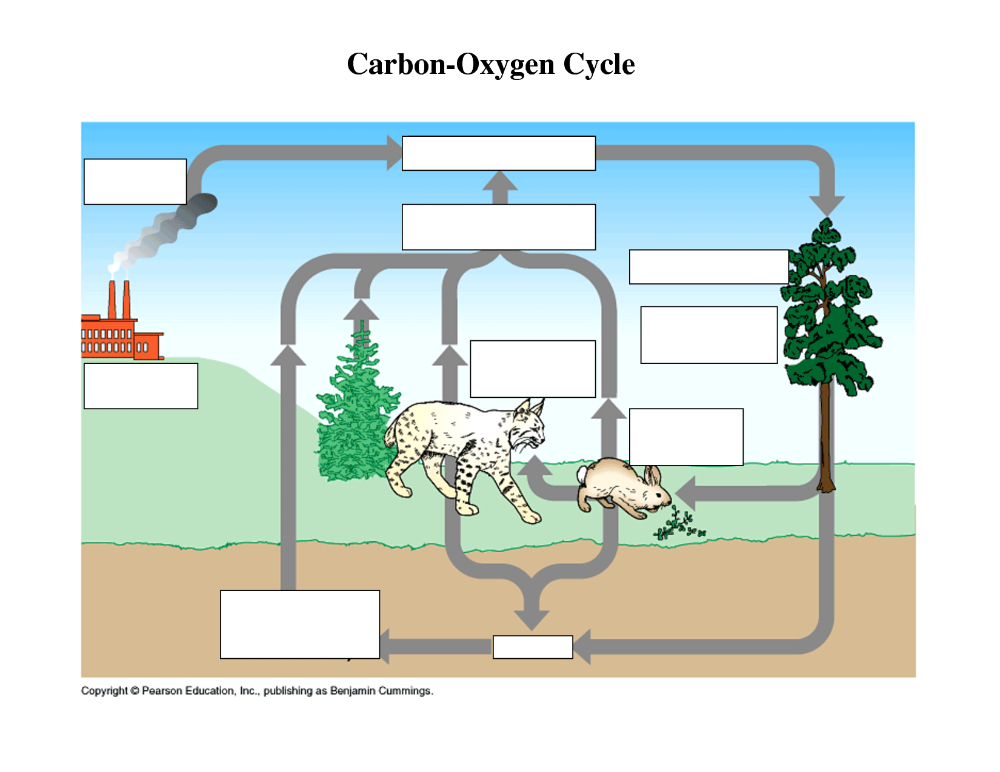 Carbon-Oxygen Cycle
Copyright © Pearson Education, Inc., publishing as Benjamin Cummings.